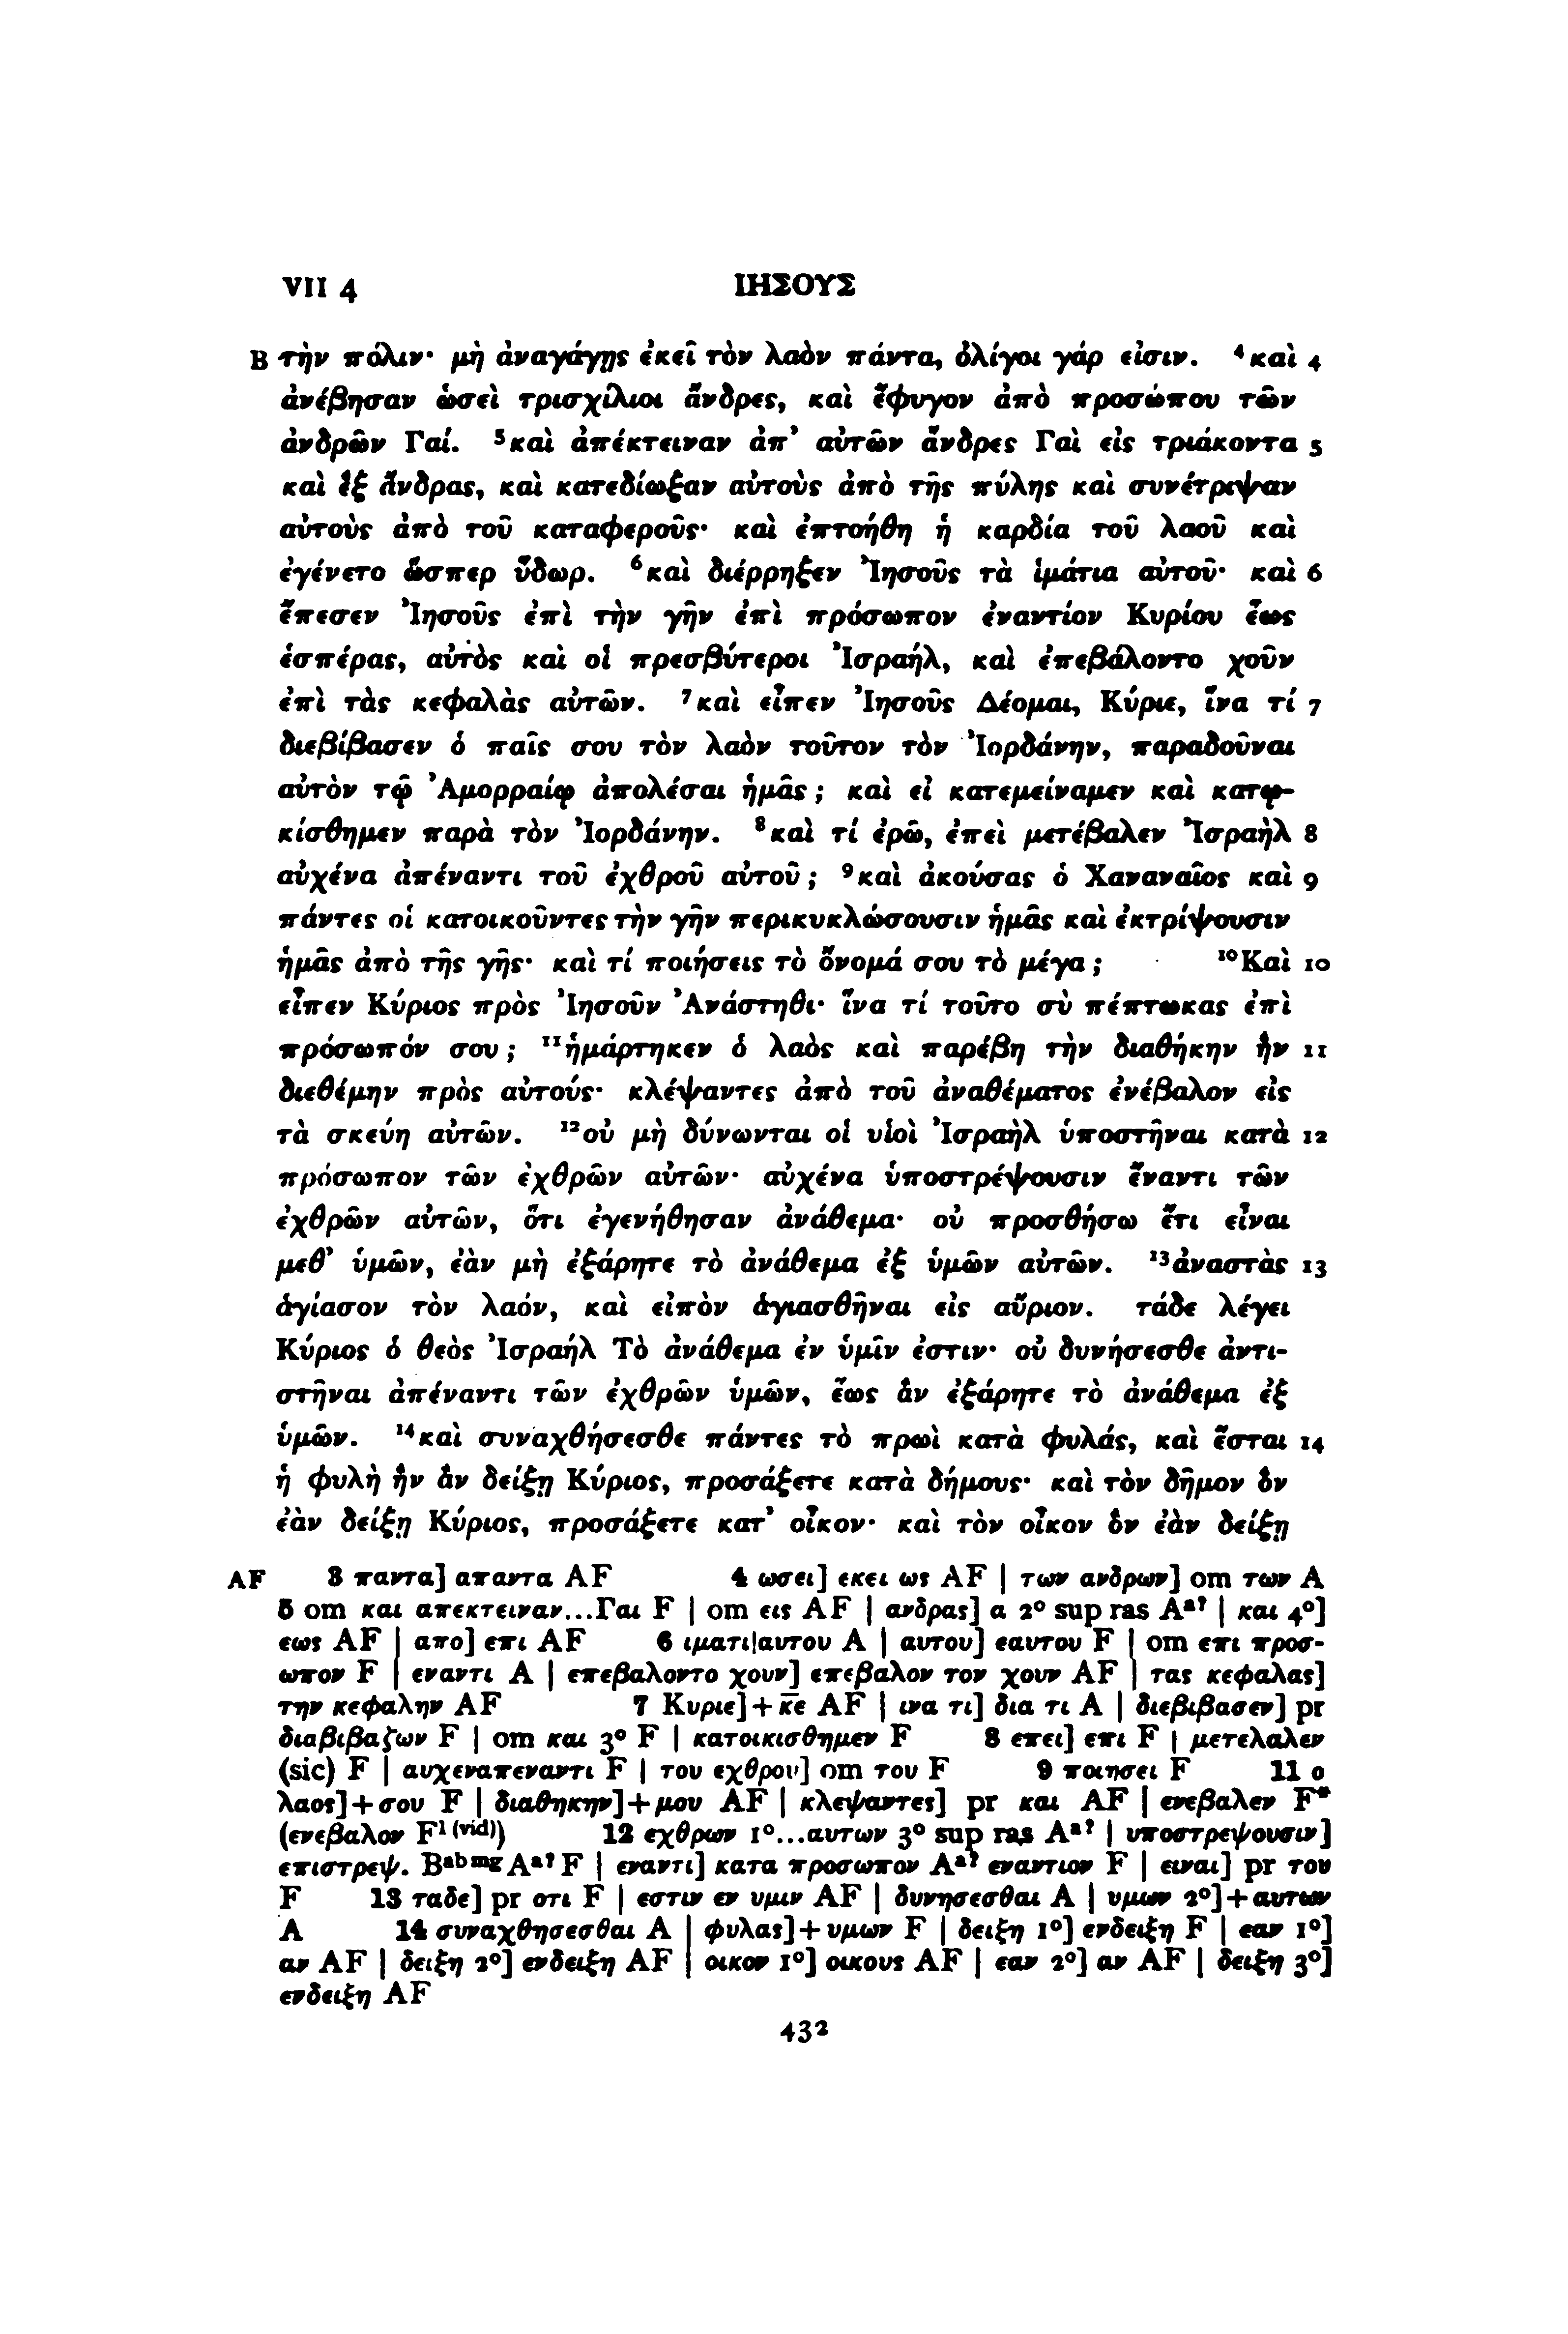 VII 4 ΙΗΣΟΥΣ
B τὴν πόλιν· μὴ ἀναγάγῃς ἐκεῖ τὸν λαὸν πάντα, ὀλίγοι γάρ εἰσιν. ⁴καὶ 4
ἀνέβησαν ὡσεὶ τρισχίλιοι ἄνδρες, καὶ ἔφυγον ἀπὸ προσώπου τῶν
ἀνδρῶν Γαί. ⁵καὶ ἀπέκτειναν ἀπ᾽ αὐτῶν ἄνδρες Γαὶ εἰς τριάκοντα 5
καὶ ἓξ ἄνδρας, καὶ κατεδίωξαν αὐτοὺς ἀπὸ τῆς πύλης καὶ συνέτριψαν
αὐτοὺς ἀπὸ τοῦ καταφεροῦς· καὶ ἐπτοήθη ἡ καρδία τοῦ λαοῦ καὶ
ἐγένετο ὥσπερ ὕδωρ. ⁶καὶ διέρρηξεν Ἰησοῦς τὰ ἱμάτια αὐτοῦ· καὶ 6
ἔπεσεν Ἰησοῦς ἐπὶ τὴν γῆν ἐπὶ πρόσωπον ἐναντίον Κυρίου ἕως
ἑσπέρας, αὐτὸς καὶ οἱ πρεσβύτεροι Ἰσραήλ, καὶ ἐπεβάλοντο χοῦν
ἐπὶ τὰς κεφαλὰς αὐτῶν. ⁷καὶ εἶπεν Ἰησοῦς Δέομαι, Κύριε, ἵνα τί 7
διεβίβασεν ὁ παῖς σου τὸν λαὸν τοῦτον τὸν Ἰορδάνην, παραδοῦναι
αὐτὸν τῷ Ἀμορραίῳ ἀπολέσαι ἡμᾶς; καὶ εἰ κατεμείναμεν καὶ κατῳ-
κίσθημεν παρὰ τὸν Ἰορδάνην. ⁸καὶ τί ἐρῶ, ἐπεὶ μετέβαλεν Ἰσραὴλ 8
αὐχένα ἀπέναντι τοῦ ἐχθροῦ αὐτοῦ; ⁹καὶ ἀκούσας ὁ Χαναναῖος καὶ 9
πάντες οἱ κατοικοῦντες τὴν γῆν περικυκλώσουσιν ἡμᾶς καὶ ἐκτρίψουσιν
ἡμᾶς ἀπὸ τῆς γῆς· καὶ τί ποιήσεις τὸ ὄνομά σου τὸ μέγα; ¹⁰Καὶ 10
εἶπεν Κύριος πρὸς Ἰησοῦν Ἀνάστηθι· ἵνα τί τοῦτο σὺ πέπτωκας ἐπὶ
πρόσωπόν σου; ¹¹ἡμάρτηκεν ὁ λαὸς καὶ παρέβη τὴν διαθήκην ἣν 11
διεθέμην πρὸς αὐτούς· κλέψαντες ἀπὸ τοῦ ἀναθέματος ἐνέβαλον εἰς
τὰ σκεύη αὐτῶν. ¹²οὐ μὴ δύνωνται οἱ υἱοὶ Ἰσραὴλ ὑποστῆναι κατὰ 12
πρόσωπον τῶν ἐχθρῶν αὐτῶν· αὐχένα ὑποστρέψουσιν ἔναντι τῶν
ἐχθρῶν αὐτῶν, ὅτι ἐγενήθησαν ἀνάθεμα· οὐ προσθήσω ἔτι εἶναι
μεθ᾽ ὑμῶν, ἐὰν μὴ ἐξάρητε τὸ ἀνάθεμα ἐξ ὑμῶν αὐτῶν. ¹³ἀναστὰς 13
ἁγίασον τὸν λαόν, καὶ εἰπὸν ἁγιασθῆναι εἰς αὔριον. τάδε λέγει
Κύριος ὁ θεὸς Ἰσραήλ Τὸ ἀνάθεμα ἐν ὑμῖν ἐστιν· οὐ δυνήσεσθε ἀντι-
στῆναι ἀπέναντι τῶν ἐχθρῶν ὑμῶν, ἕως ἂν ἐξάρητε τὸ ἀνάθεμα ἐξ
ὑμῶν. ¹⁴καὶ συναχθήσεσθε πάντες τὸ πρωὶ κατὰ φυλάς, καὶ ἔσται 14
ἡ φυλὴ ἣν ἂν δείξῃ Κύριος, προσάξετε κατὰ δήμους· καὶ τὸν δῆμον ὃν
ἐὰν δείξῃ Κύριος, προσάξετε κατ᾽ οἶκον· καὶ τὸν οἶκον ὃν ἐὰν δείξῃ
AF 3 παντα] απαντα AF 4 ωσει] εκει ως AF | των ανδρων] om των A
5 om και απεκτειναν...Γαι F | om εις AF | ανδρας] α 2° sup ras Aᵃ? | και 4°]
εως AF | απο] επι AF 6 ιματι|αυτου A | αυτου] εαυτου F | om επι προσ-
ωπον F | εναντι A | επεβαλοντο χουν] επεβαλον τον χουν AF | τας κεφαλας]
την κεφαλην AF 7 Κυριε]+κ̅ε̅ AF | ινα τι] δια τι A | διεβιβασεν] pr
διαβιβαζων F | om και 3° F | κατοικισθημεν F 8 επει] επι F | μετελαλεν
(sic) F | αυχεναπεναντι F | του εχθρου] om του F 9 ποιησει F 11 ο
λαος]+σου F | διαθηκην]+μου AF | κλεψαντες] pr και AF | ενεβαλεν F*
(ενεβαλον F¹⁽ᵛⁱᵈ⁾) 12 εχθρων 1°...αυτων 3° sup ras Aᵃ? | υποστρεψουσιν]
επιστρεψ. Bᵃᵇᵐᵍ Aᵃ? F | εναντι] κατα προσωπον Aᵃ? εναντιον F | ειναι] pr του
F 13 ταδε] pr οτι F | εστιν εν υμιν AF | δυνησεσθαι A | υμων 2°]+αυτων
A 14 συναχθησεσθαι A | φυλας]+υμων F | δειξη 1°] ενδειξη F | εαν 1°]
αν AF | δειξη 2°] ενδειξη AF | οικον 1°] οικους AF | εαν 2°] αν AF | δειξη 3°]
ενδειξη AF
432